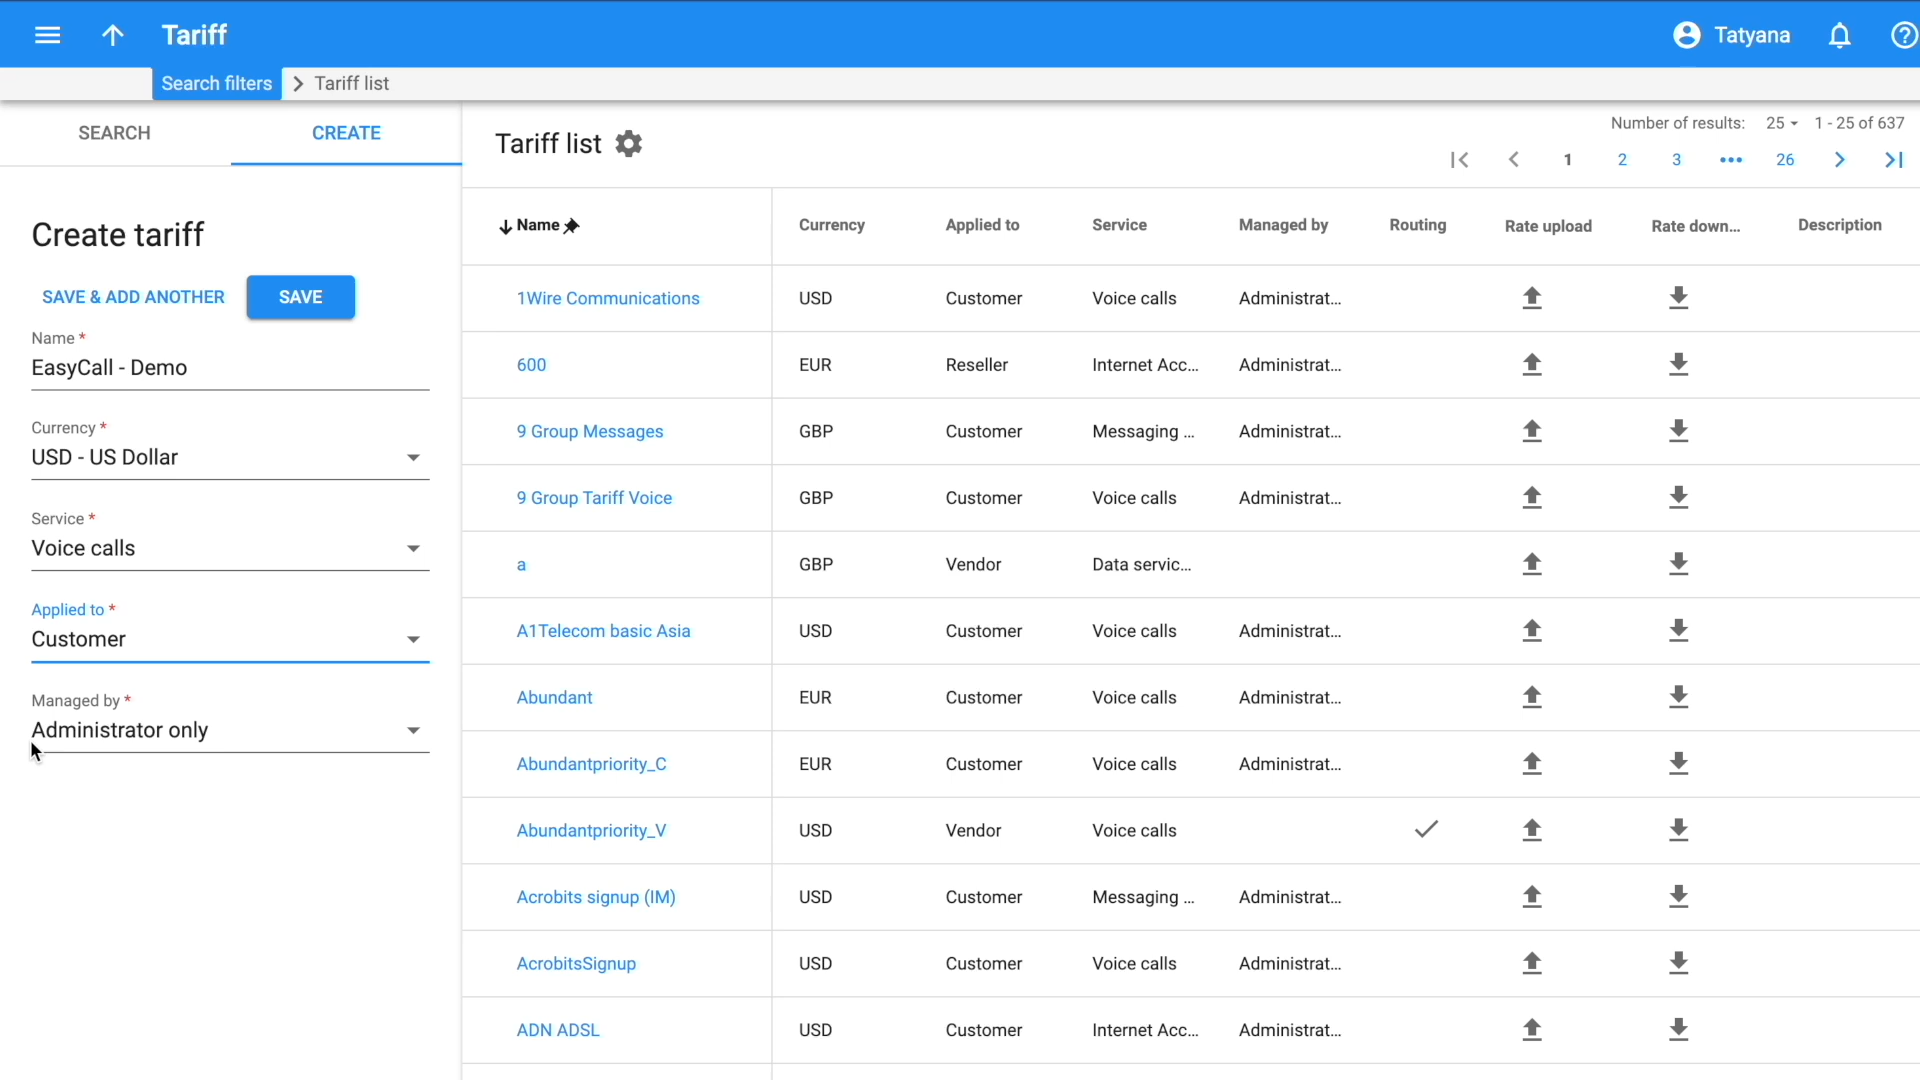 Tariff
Tatyana
Search filters > Tariff list
SEARCH CREATE
Create tariff
SAVE & ADD ANOTHER SAVE
Name *
EasyCall - Demo
Currency *
USD - US Dollar
Service *
Voice calls
Applied to *
Customer
Managed by *
Administrator only
Tariff list
Number of results: 25 1 - 25 of 637
1 2 3 ••• 26
Name Currency Applied to Service Managed by Routing Rate upload Rate down... Description
1Wire Communications USD Customer Voice calls Administrat...
600 EUR Reseller Internet Acc... Administrat...
9 Group Messages GBP Customer Messaging ... Administrat...
9 Group Tariff Voice GBP Customer Voice calls Administrat...
a GBP Vendor Data servic...
A1Telecom basic Asia USD Customer Voice calls Administrat...
Abundant EUR Customer Voice calls Administrat...
Abundantpriority_C EUR Customer Voice calls Administrat...
Abundantpriority_V USD Vendor Voice calls
Acrobits signup (IM) USD Customer Messaging ... Administrat...
AcrobitsSignup USD Customer Voice calls Administrat...
ADN ADSL USD Customer Internet Acc... Administrat...